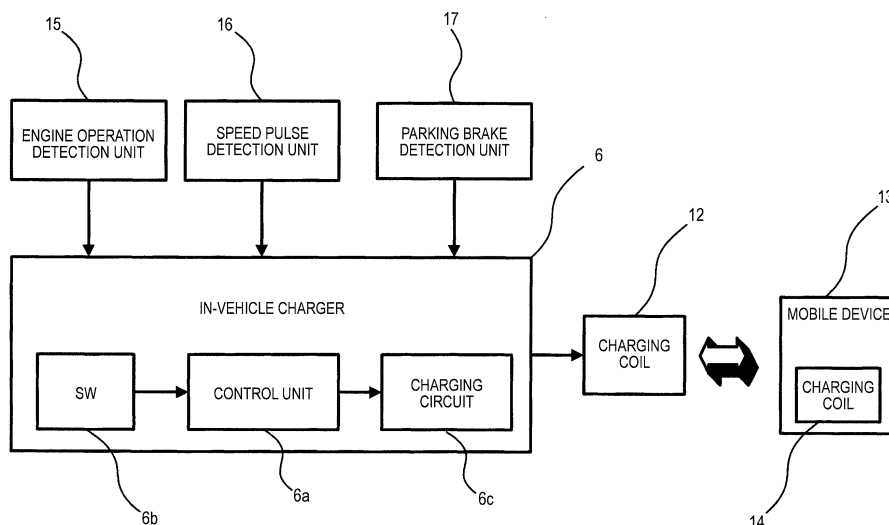 15
16
17
ENGINE OPERATION
DETECTION UNIT
SPEED PULSE
DETECTION UNIT
PARKING BRAKE
DETECTION UNIT
6
12
13
IN-VEHICLE CHARGER
MOBILE DEVICE
CHARGING
COIL
SW
CONTROL UNIT
CHARGING
CIRCUIT
CHARGING
COIL
6b
6a
6c
14